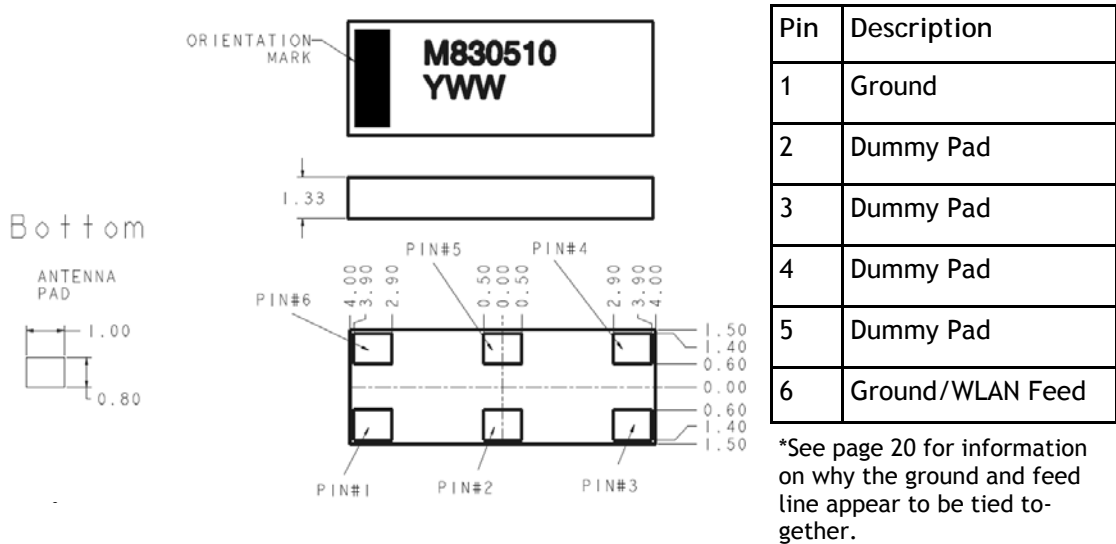 ORIENTATION
MARK
M830510
YWW
1.33
Bottom
ANTENNA
PAD
1.00
0.80
PIN#5
PIN#4
PIN#6
4.00
3.90
2.90
0.50
0.00
0.50
2.90
3.90
4.00
1.50
1.40
0.60
0.00
0.60
1.40
1.50
PIN#1
PIN#2
PIN#3
Pin Description
1 Ground
2 Dummy Pad
3 Dummy Pad
4 Dummy Pad
5 Dummy Pad
6 Ground/WLAN Feed
*See page 20 for information
on why the ground and feed
line appear to be tied to-
gether.